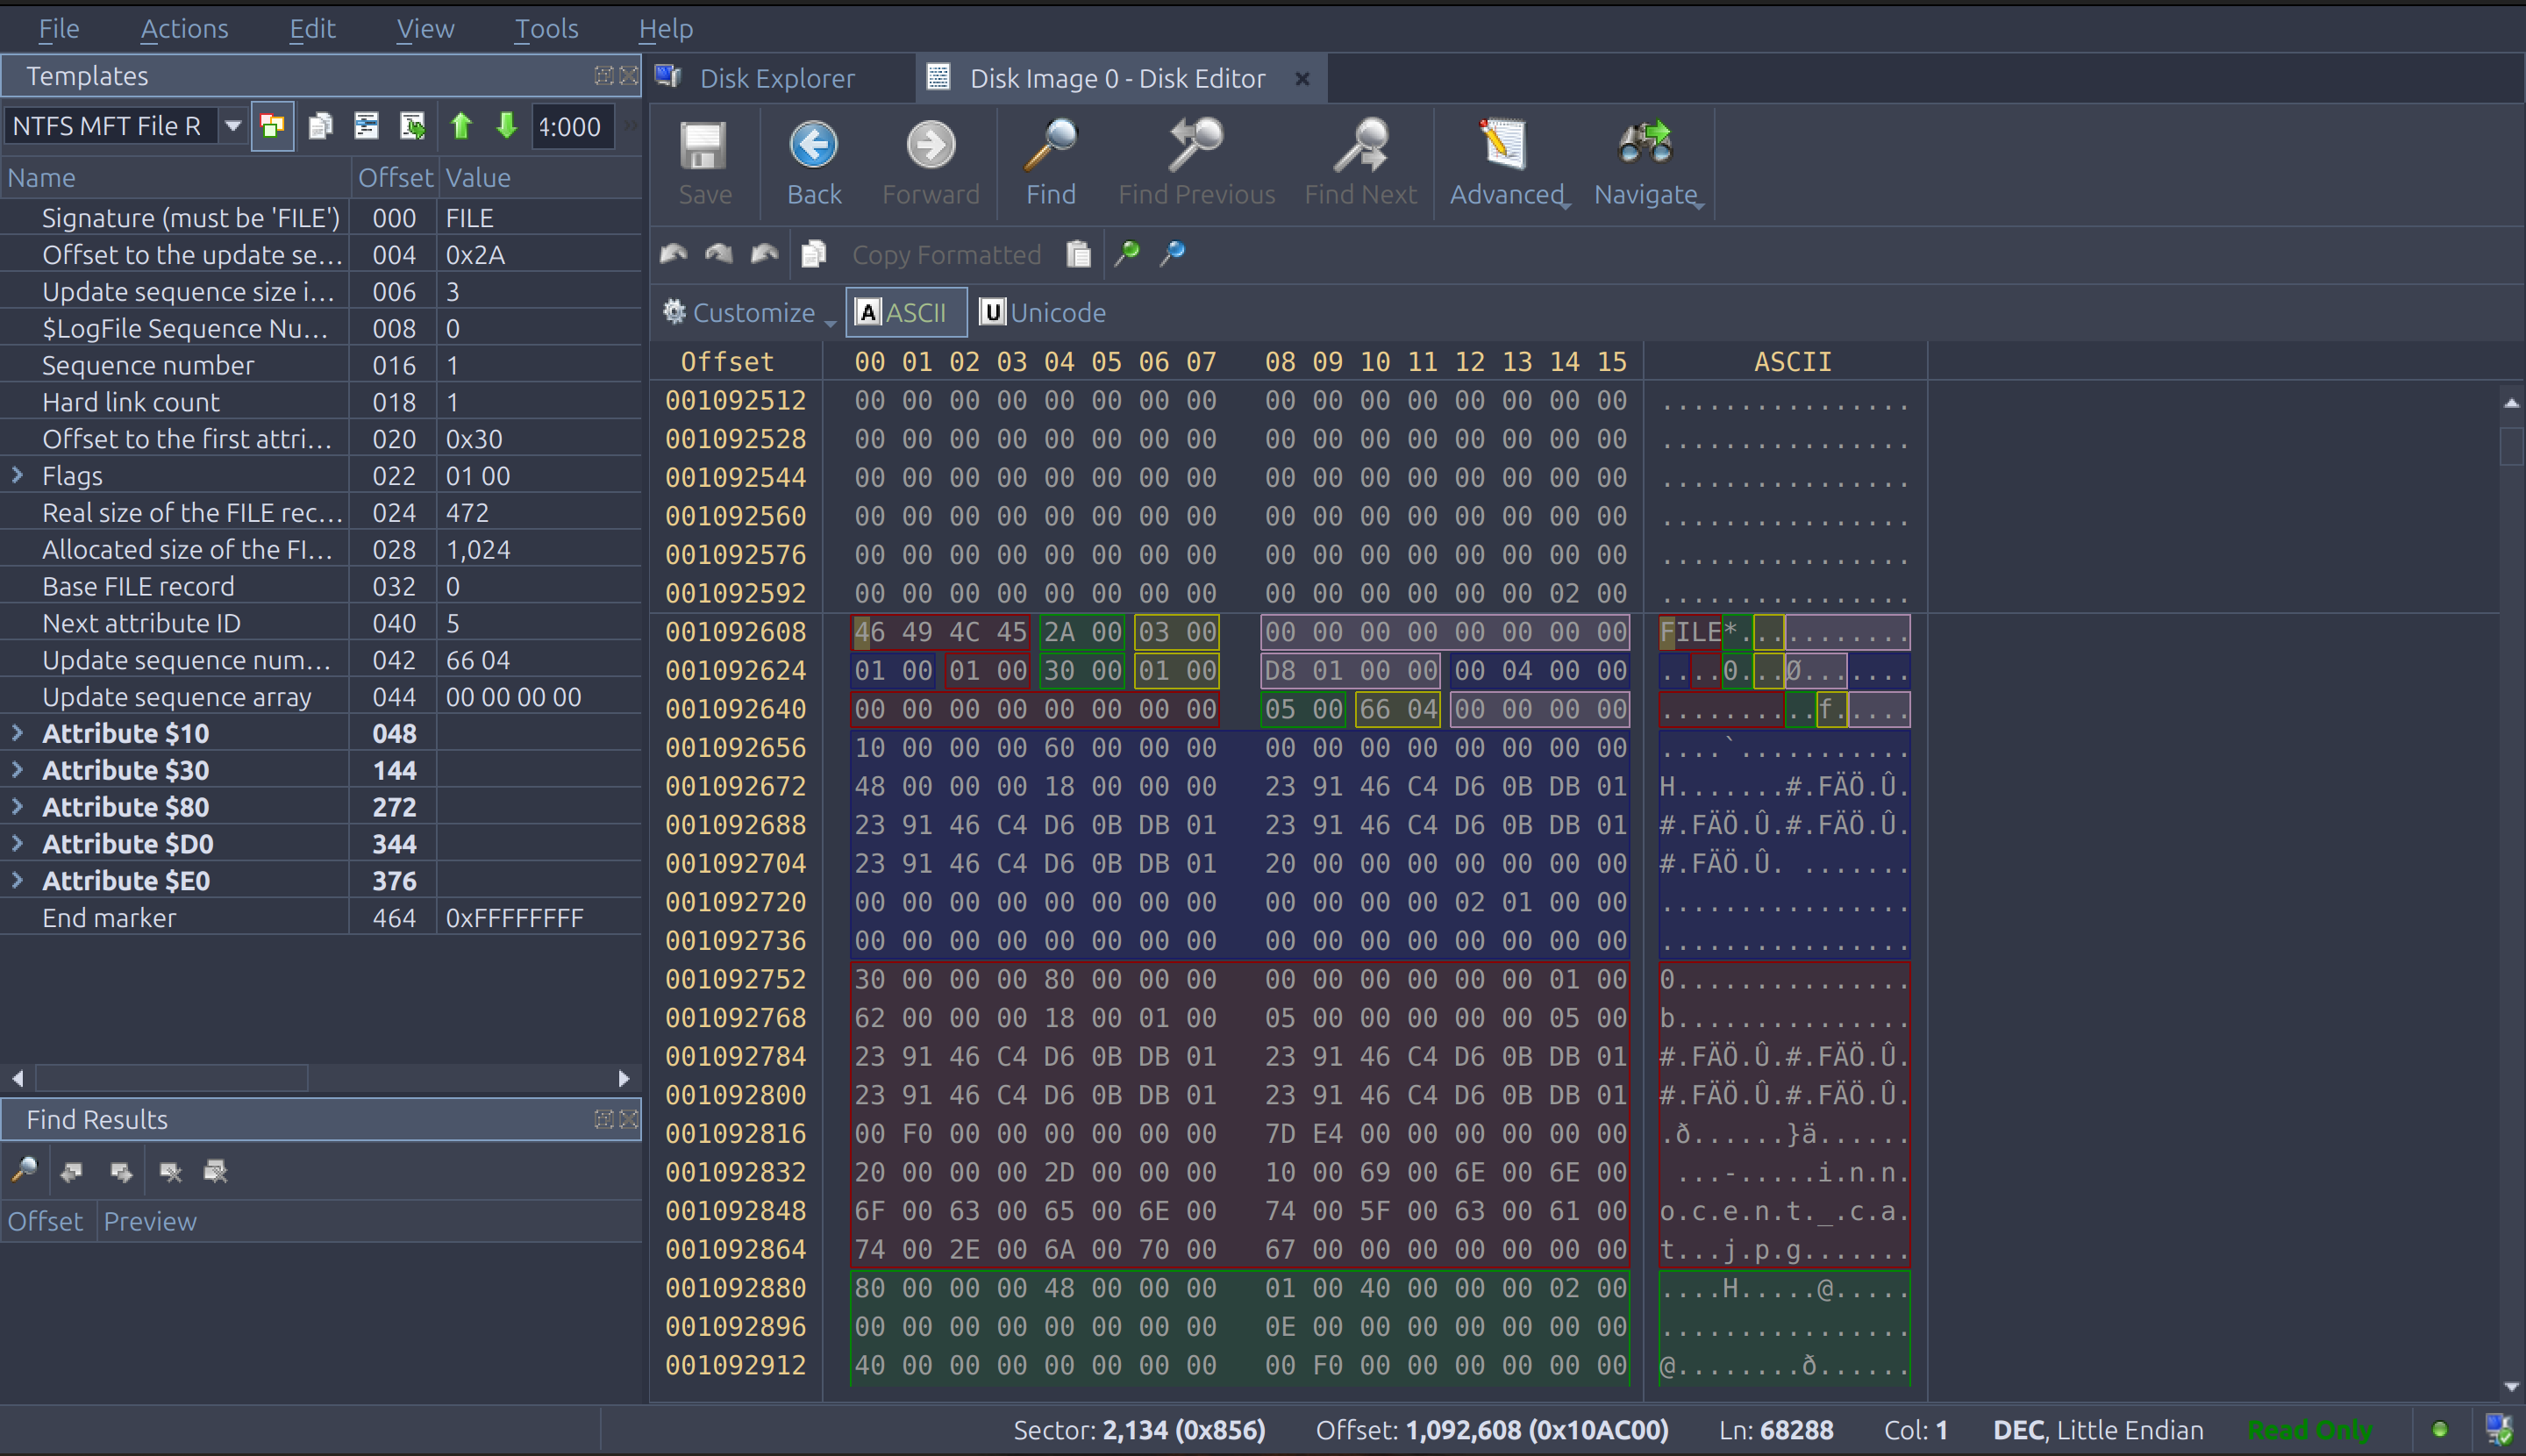 File Actions Edit View Tools Help
Templates
NTFS MFT File R 4:000
Name Offset Value
Signature (must be 'FILE') 000 FILE
Offset to the update se... 004 0x2A
Update sequence size i... 006 3
$LogFile Sequence Nu... 008 0
Sequence number 016 1
Hard link count 018 1
Offset to the first attri... 020 0x30
Flags 022 01 00
Real size of the FILE rec... 024 472
Allocated size of the FI... 028 1,024
Base FILE record 032 0
Next attribute ID 040 5
Update sequence num... 042 66 04
Update sequence array 044 00 00 00 00
Attribute $10 048
Attribute $30 144
Attribute $80 272
Attribute $D0 344
Attribute $E0 376
End marker 464 0xFFFFFFFF
Find Results
Offset Preview
Disk Explorer Disk Image 0 - Disk Editor
Save Back Forward Find Find Previous Find Next Advanced Navigate
Copy Formatted
Customize A ASCII U Unicode
Offset 00 01 02 03 04 05 06 07 08 09 10 11 12 13 14 15 ASCII
001092512 00 00 00 00 00 00 00 00 00 00 00 00 00 00 00 00 ................
001092528 00 00 00 00 00 00 00 00 00 00 00 00 00 00 00 00 ................
001092544 00 00 00 00 00 00 00 00 00 00 00 00 00 00 00 00 ................
001092560 00 00 00 00 00 00 00 00 00 00 00 00 00 00 00 00 ................
001092576 00 00 00 00 00 00 00 00 00 00 00 00 00 00 00 00 ................
001092592 00 00 00 00 00 00 00 00 00 00 00 00 00 00 02 00 ................
001092608 46 49 4C 45 2A 00 03 00 00 00 00 00 00 00 00 00 FILE*...........
001092624 01 00 01 00 30 00 01 00 D8 01 00 00 00 04 00 00 ....0...Ø.......
001092640 00 00 00 00 00 00 00 00 05 00 66 04 00 00 00 00 ..........f.....
001092656 10 00 00 00 60 00 00 00 00 00 00 00 00 00 00 00 ....`...........
001092672 48 00 00 00 18 00 00 00 23 91 46 C4 D6 0B DB 01 H.......#.FÄÖ.Û.
001092688 23 91 46 C4 D6 0B DB 01 23 91 46 C4 D6 0B DB 01 #.FÄÖ.Û.#.FÄÖ.Û.
001092704 23 91 46 C4 D6 0B DB 01 20 00 00 00 00 00 00 00 #.FÄÖ.Û. .......
001092720 00 00 00 00 00 00 00 00 00 00 00 00 02 01 00 00 ................
001092736 00 00 00 00 00 00 00 00 00 00 00 00 00 00 00 00 ................
001092752 30 00 00 00 80 00 00 00 00 00 00 00 00 00 01 00 0...............
001092768 62 00 00 00 18 00 01 00 05 00 00 00 00 00 05 00 b...............
001092784 23 91 46 C4 D6 0B DB 01 23 91 46 C4 D6 0B DB 01 #.FÄÖ.Û.#.FÄÖ.Û.
001092800 23 91 46 C4 D6 0B DB 01 23 91 46 C4 D6 0B DB 01 #.FÄÖ.Û.#.FÄÖ.Û.
001092816 00 F0 00 00 00 00 00 00 7D E4 00 00 00 00 00 00 .ð......}ä......
001092832 20 00 00 00 2D 00 00 00 10 00 69 00 6E 00 6E 00  ...-.....i.n.n.
001092848 6F 00 63 00 65 00 6E 00 74 00 5F 00 63 00 61 00 o.c.e.n.t._.c.a.
001092864 74 00 2E 00 6A 00 70 00 67 00 00 00 00 00 00 00 t...j.p.g.......
001092880 80 00 00 00 48 00 00 00 01 00 40 00 00 00 02 00 ....H.....@.....
001092896 00 00 00 00 00 00 00 00 0E 00 00 00 00 00 00 00 ................
001092912 40 00 00 00 00 00 00 00 00 F0 00 00 00 00 00 00 @........ð......
Sector: 2,134 (0x856) Offset: 1,092,608 (0x10AC00) Ln: 68288 Col: 1 DEC, Little Endian Read Only